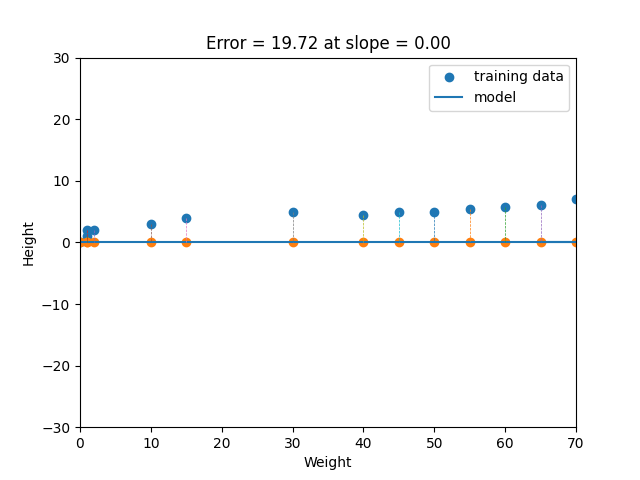 Error = 19.72 at slope = 0.00
30
20
10
0
−10
−20
−30
Height
training data
model
0 10 20 30 40 50 60 70
Weight